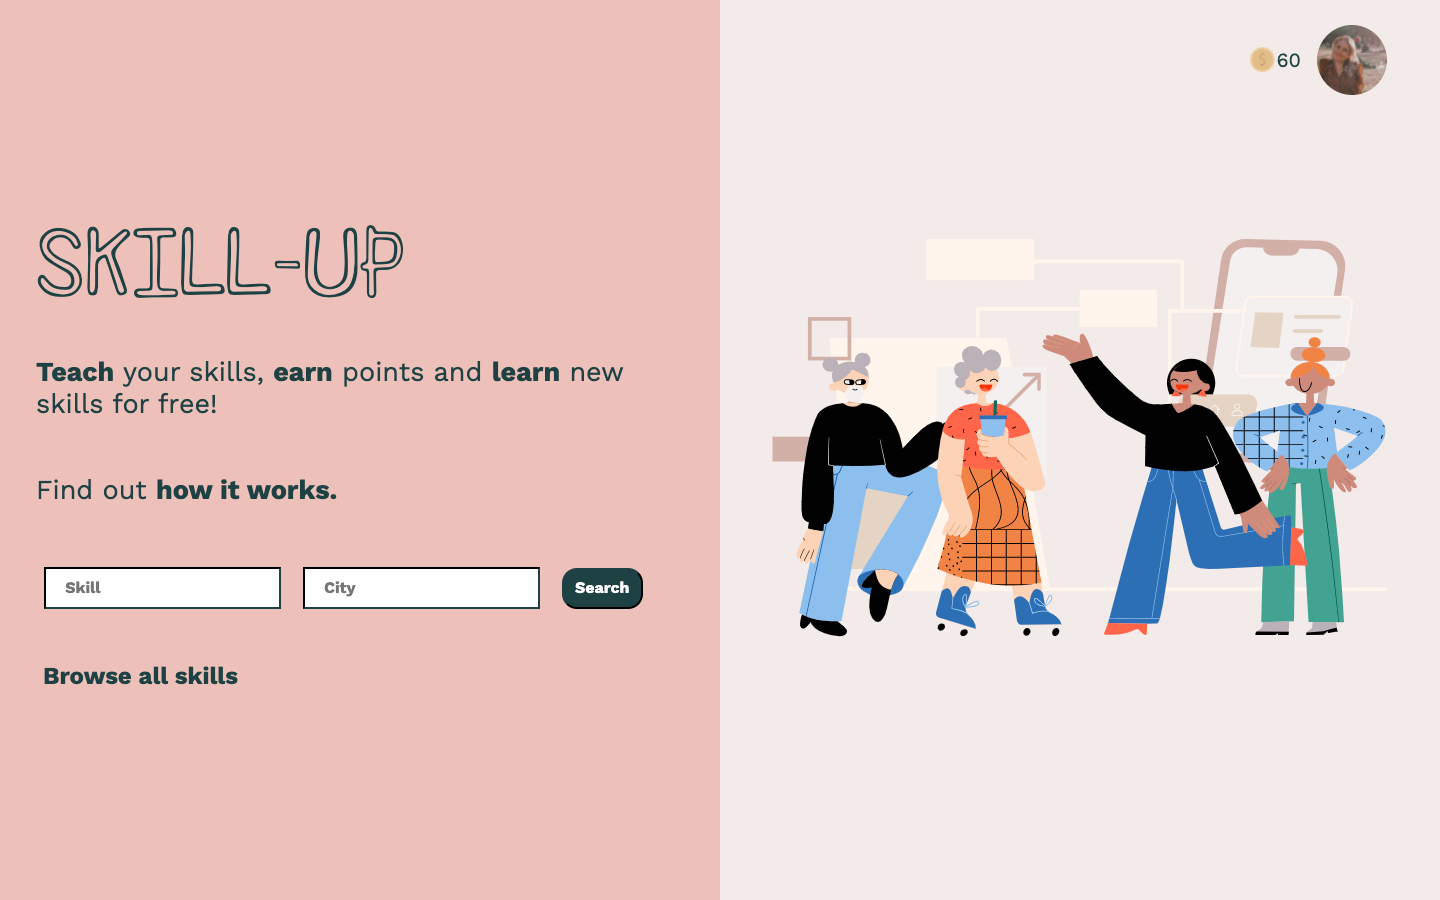 60
SKILL-UP
Teach your skills, earn points and learn new
skills for free!
Find out how it works.
Skill
City
Search
Browse all skills